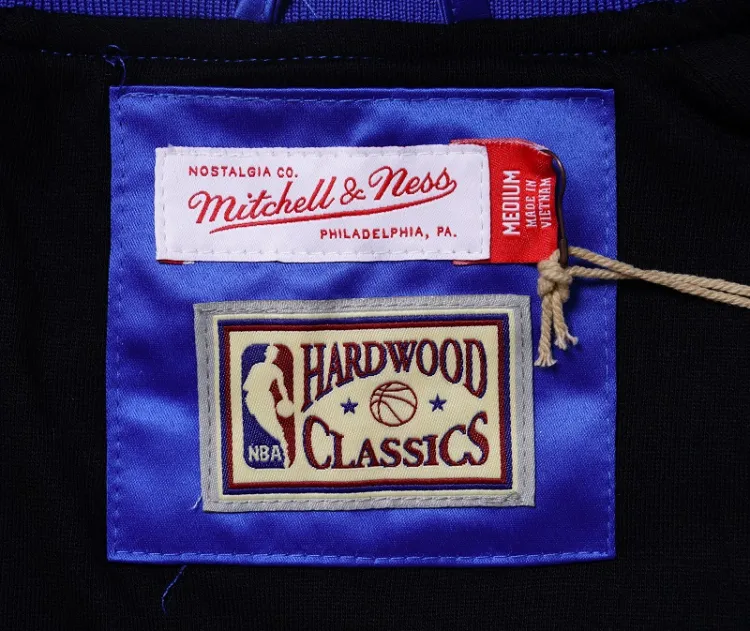 NOSTALGIA CO.
Mitchell & Ness
PHILADELPHIA, PA.
MEDIUM
MADE IN
VIETNAM
HARDWOOD
CLASSICS
NBA